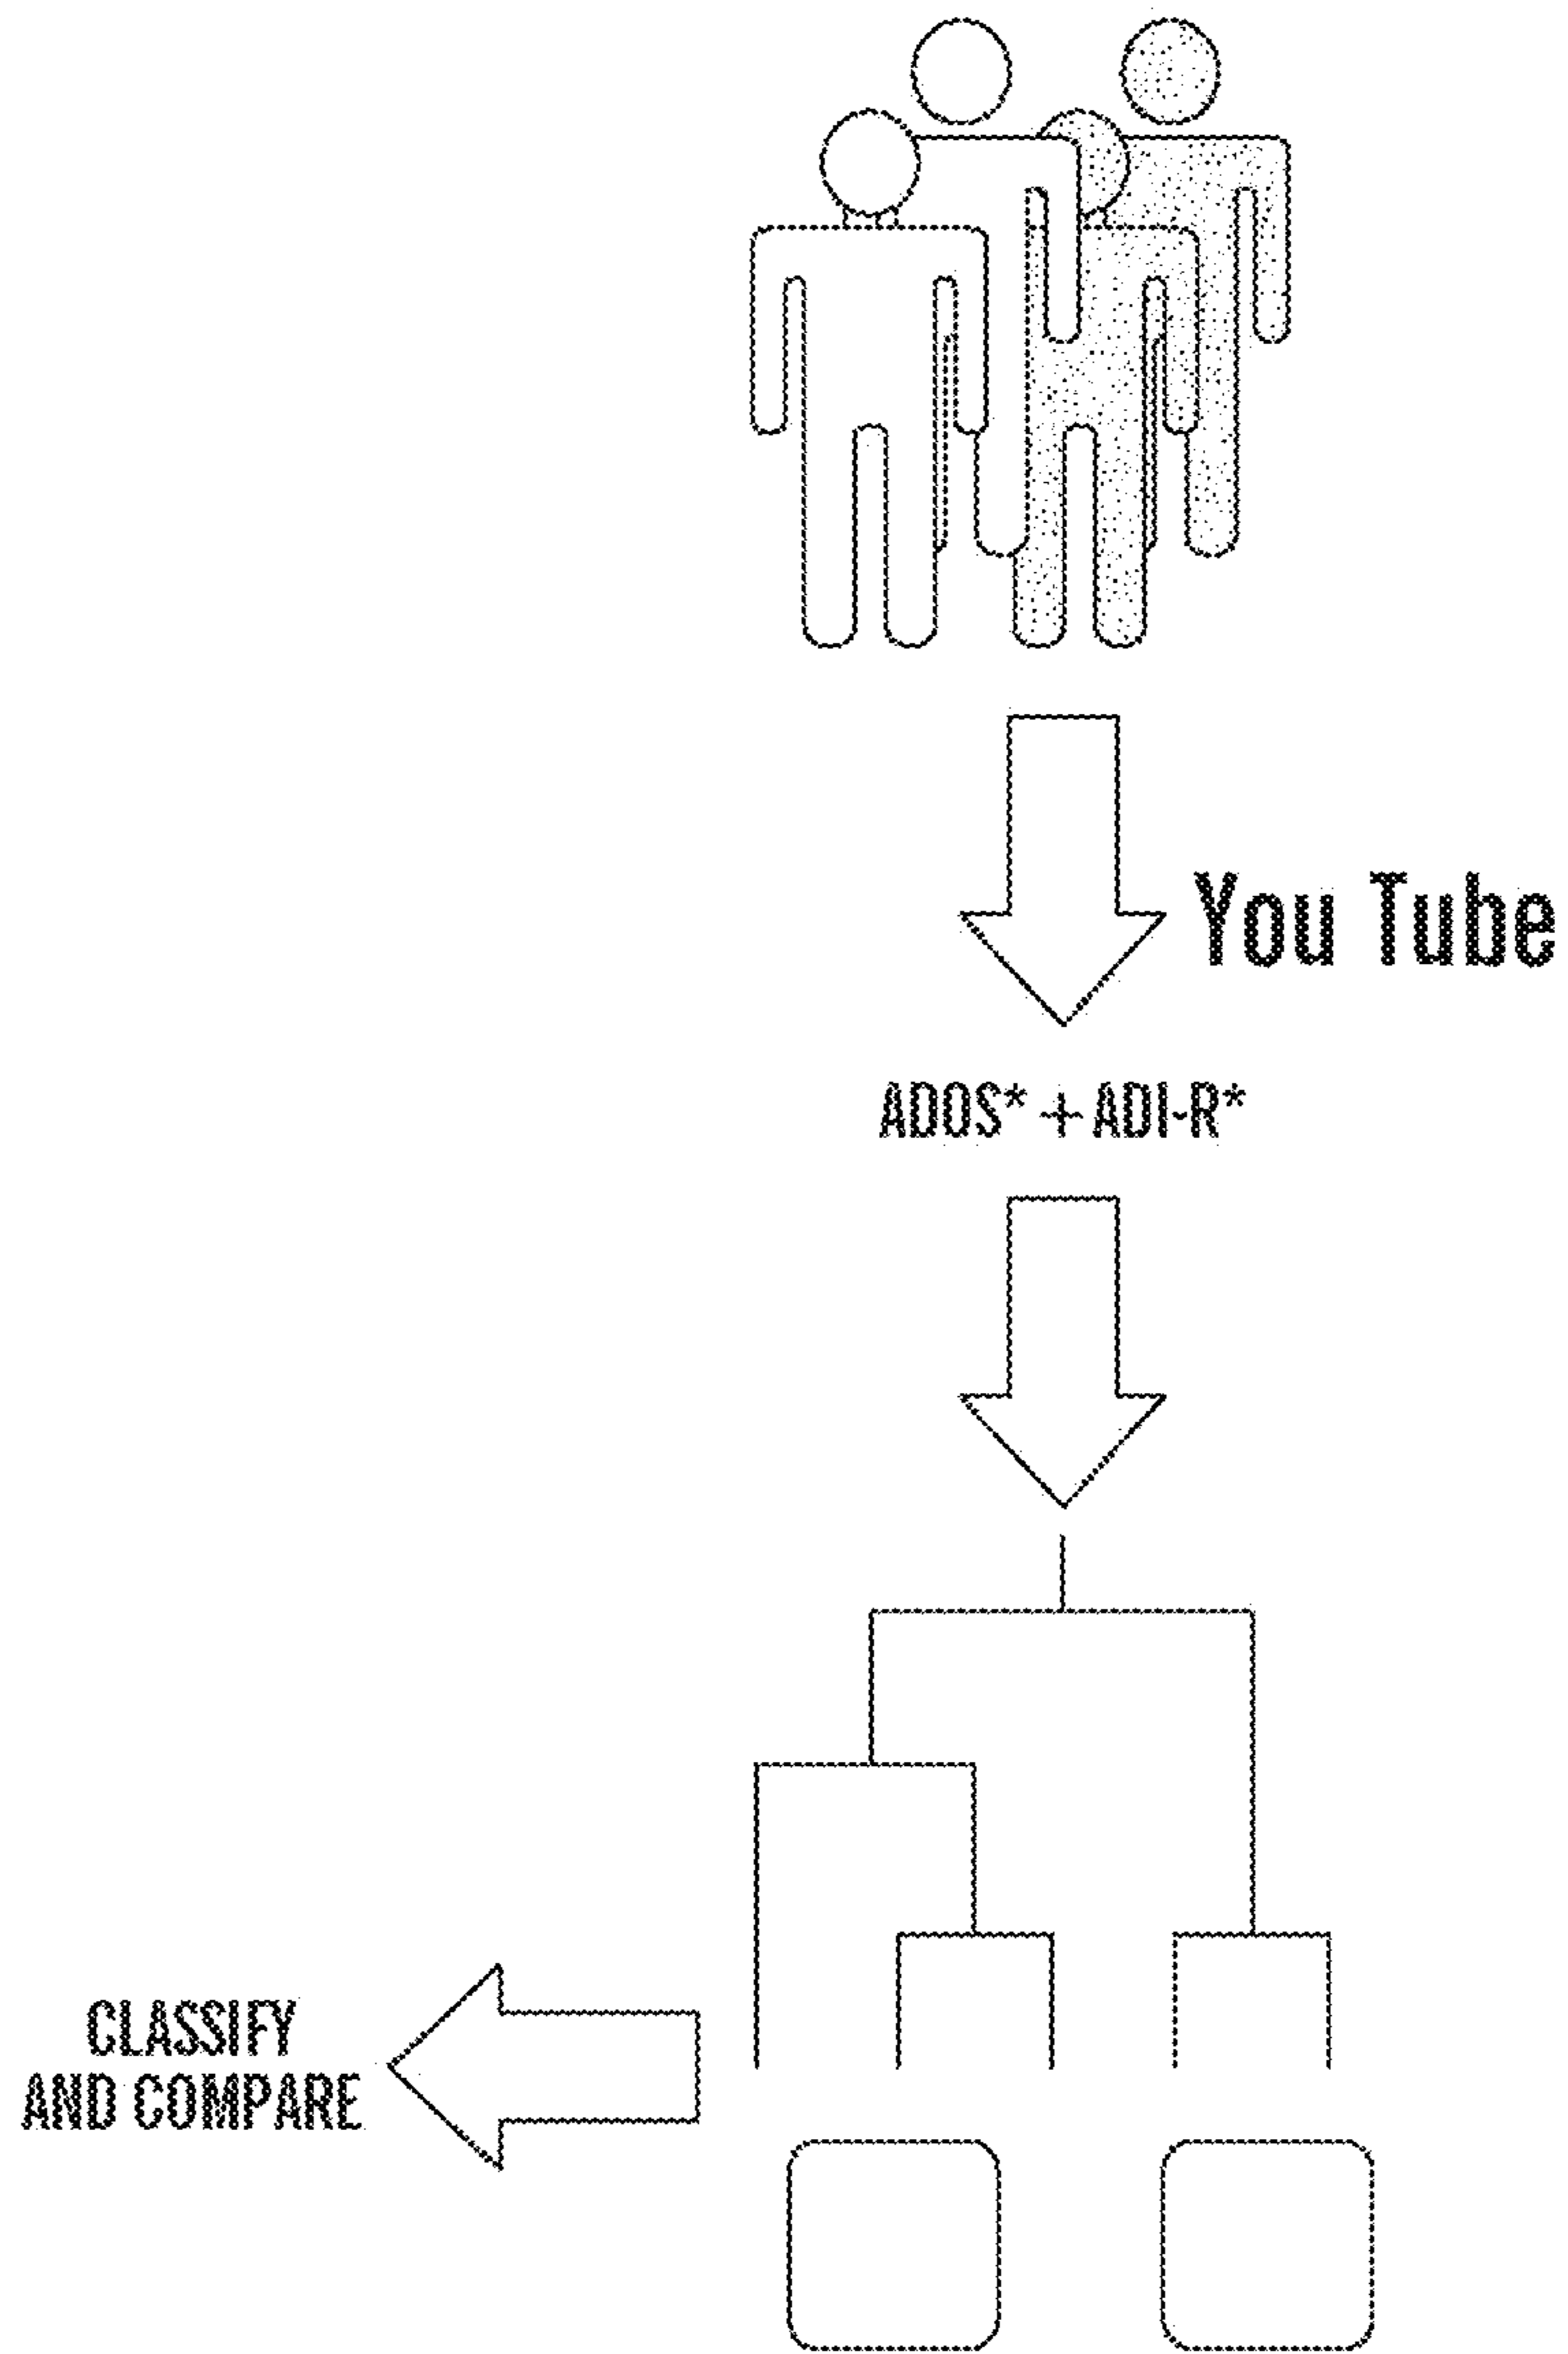 You Tube
ADOS* + ADI-R*
CLASSIFY
AND COMPARE